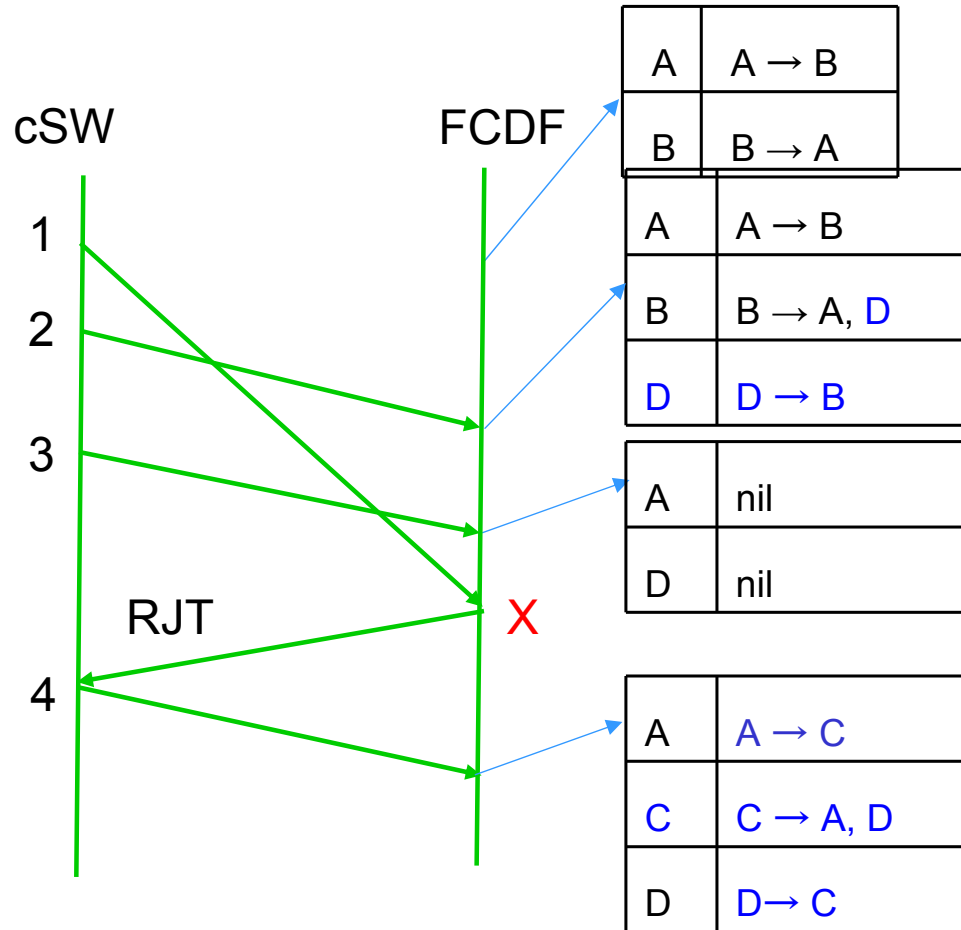 cSW
FCDF
A A → B
B B → A
1
A A → B
2
B B → A, D
D D → B
3
A nil
D nil
RJT
X
4
A A → C
C C → A, D
D D→ C